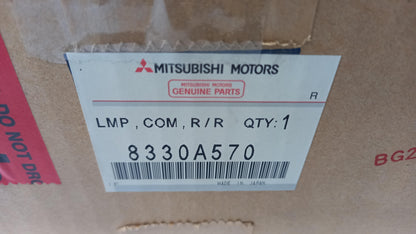 MITSUBISHI MOTORS
MITSUBISHI MOTORS
GENUINE PARTS
R
LMP , COM , R / R QTY: 1
8330A570
MADE IN JAPAN
DO NOT DRO
BG2